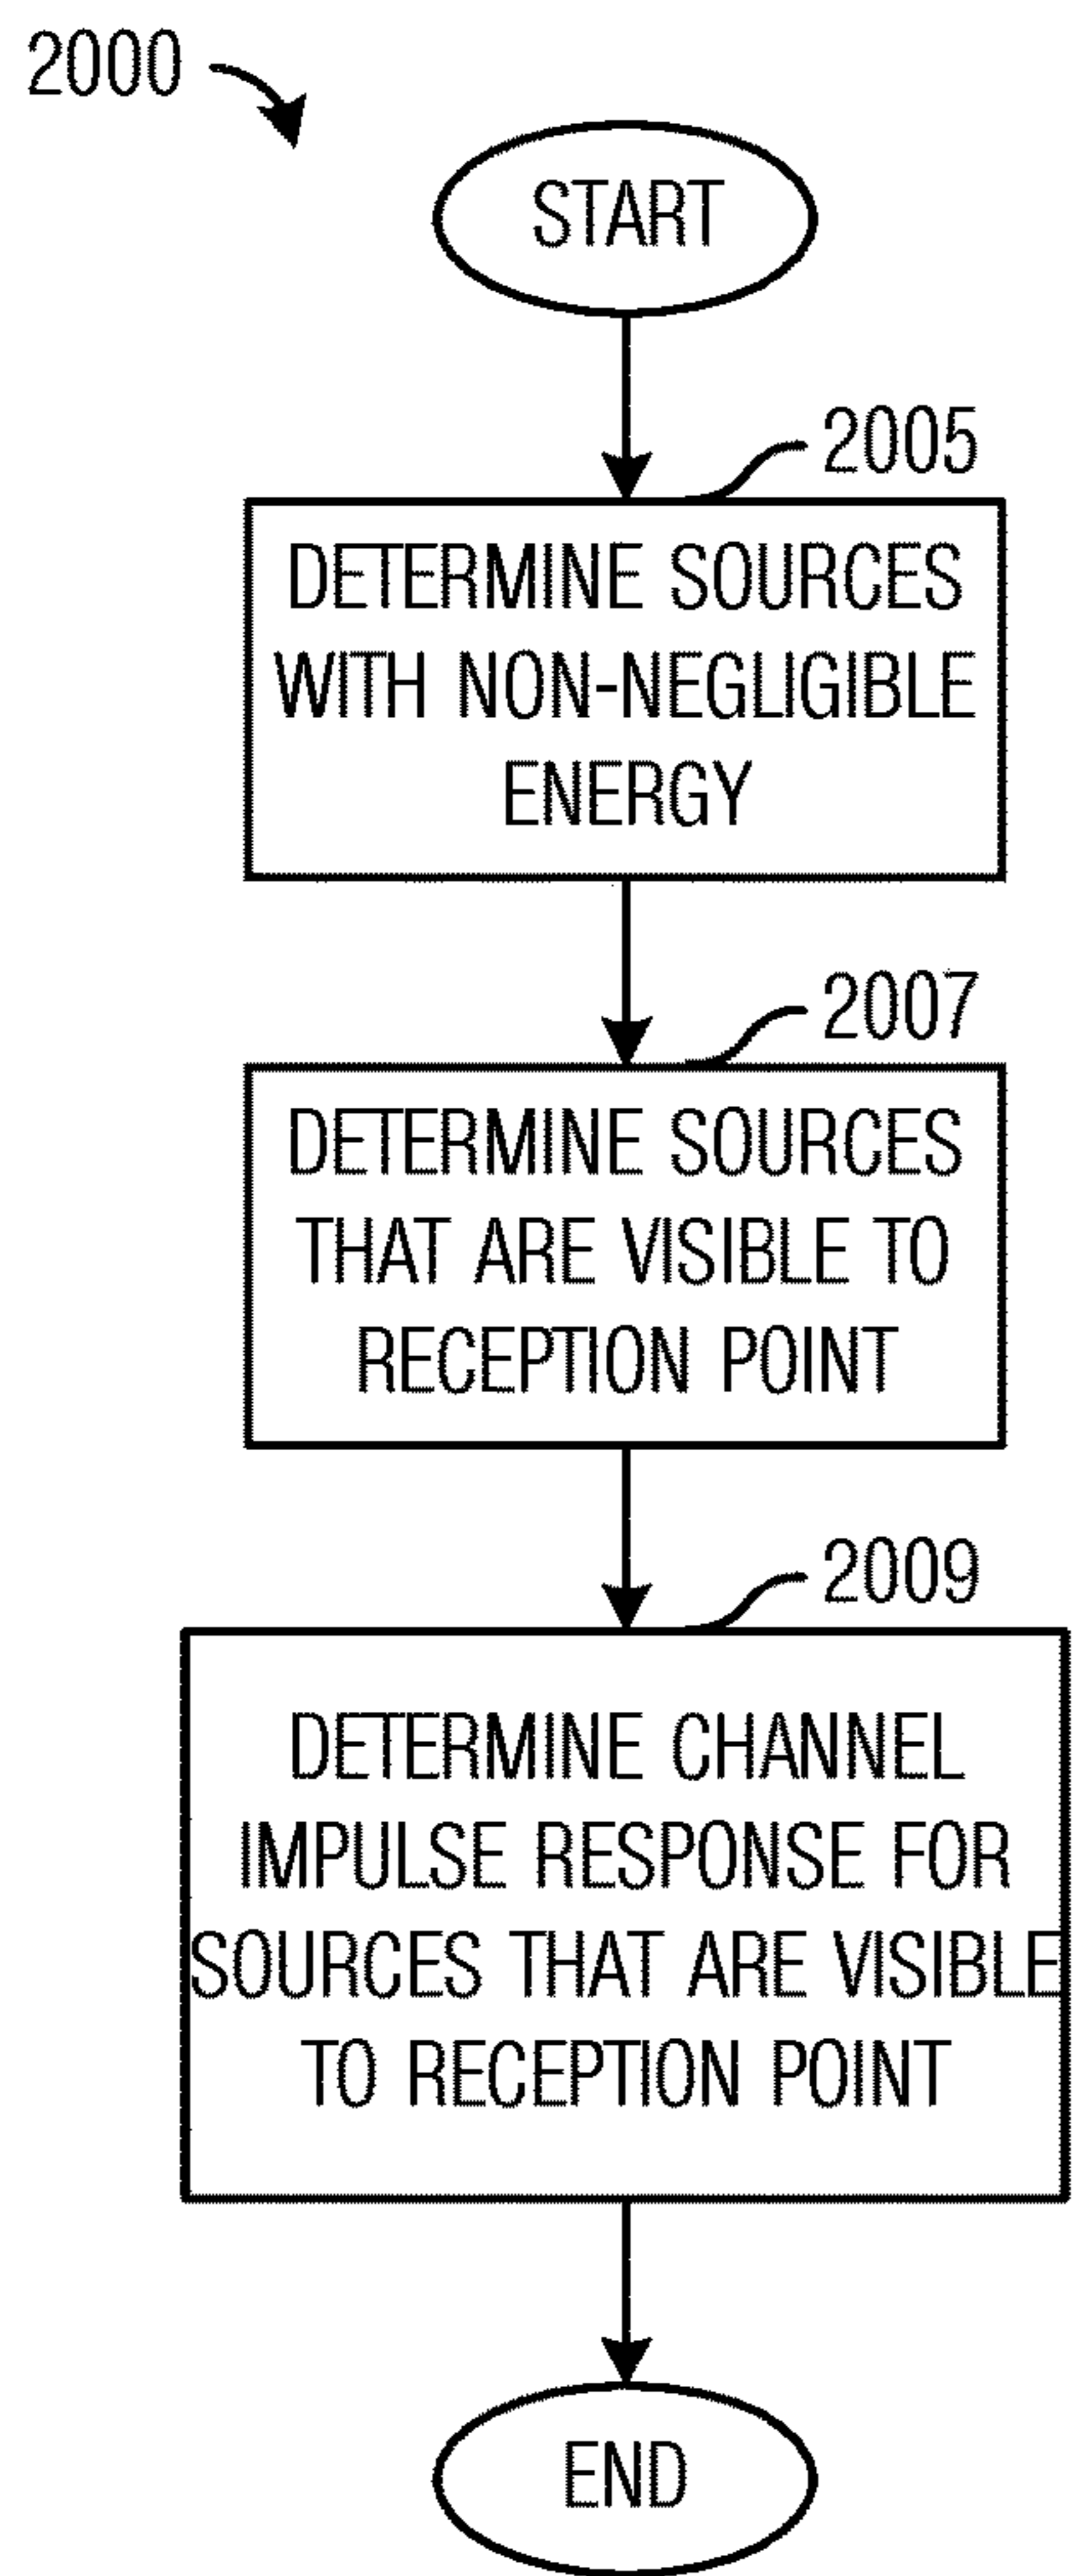 2000
START
2005
DETERMINE SOURCES
WITH NON-NEGLIGIBLE
ENERGY
2007
DETERMINE SOURCES
THAT ARE VISIBLE TO
RECEPTION POINT
2009
DETERMINE CHANNEL
IMPULSE RESPONSE FOR
SOURCES THAT ARE VISIBLE
TO RECEPTION POINT
END